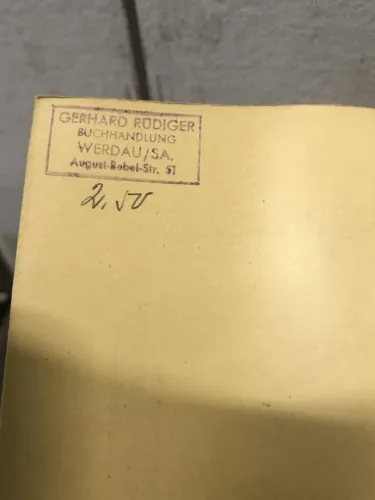 GERHARD RÜDIGER
BUCHHANDLUNG
WERDAU/SA.
August-Bebel-Str. 51
2,50